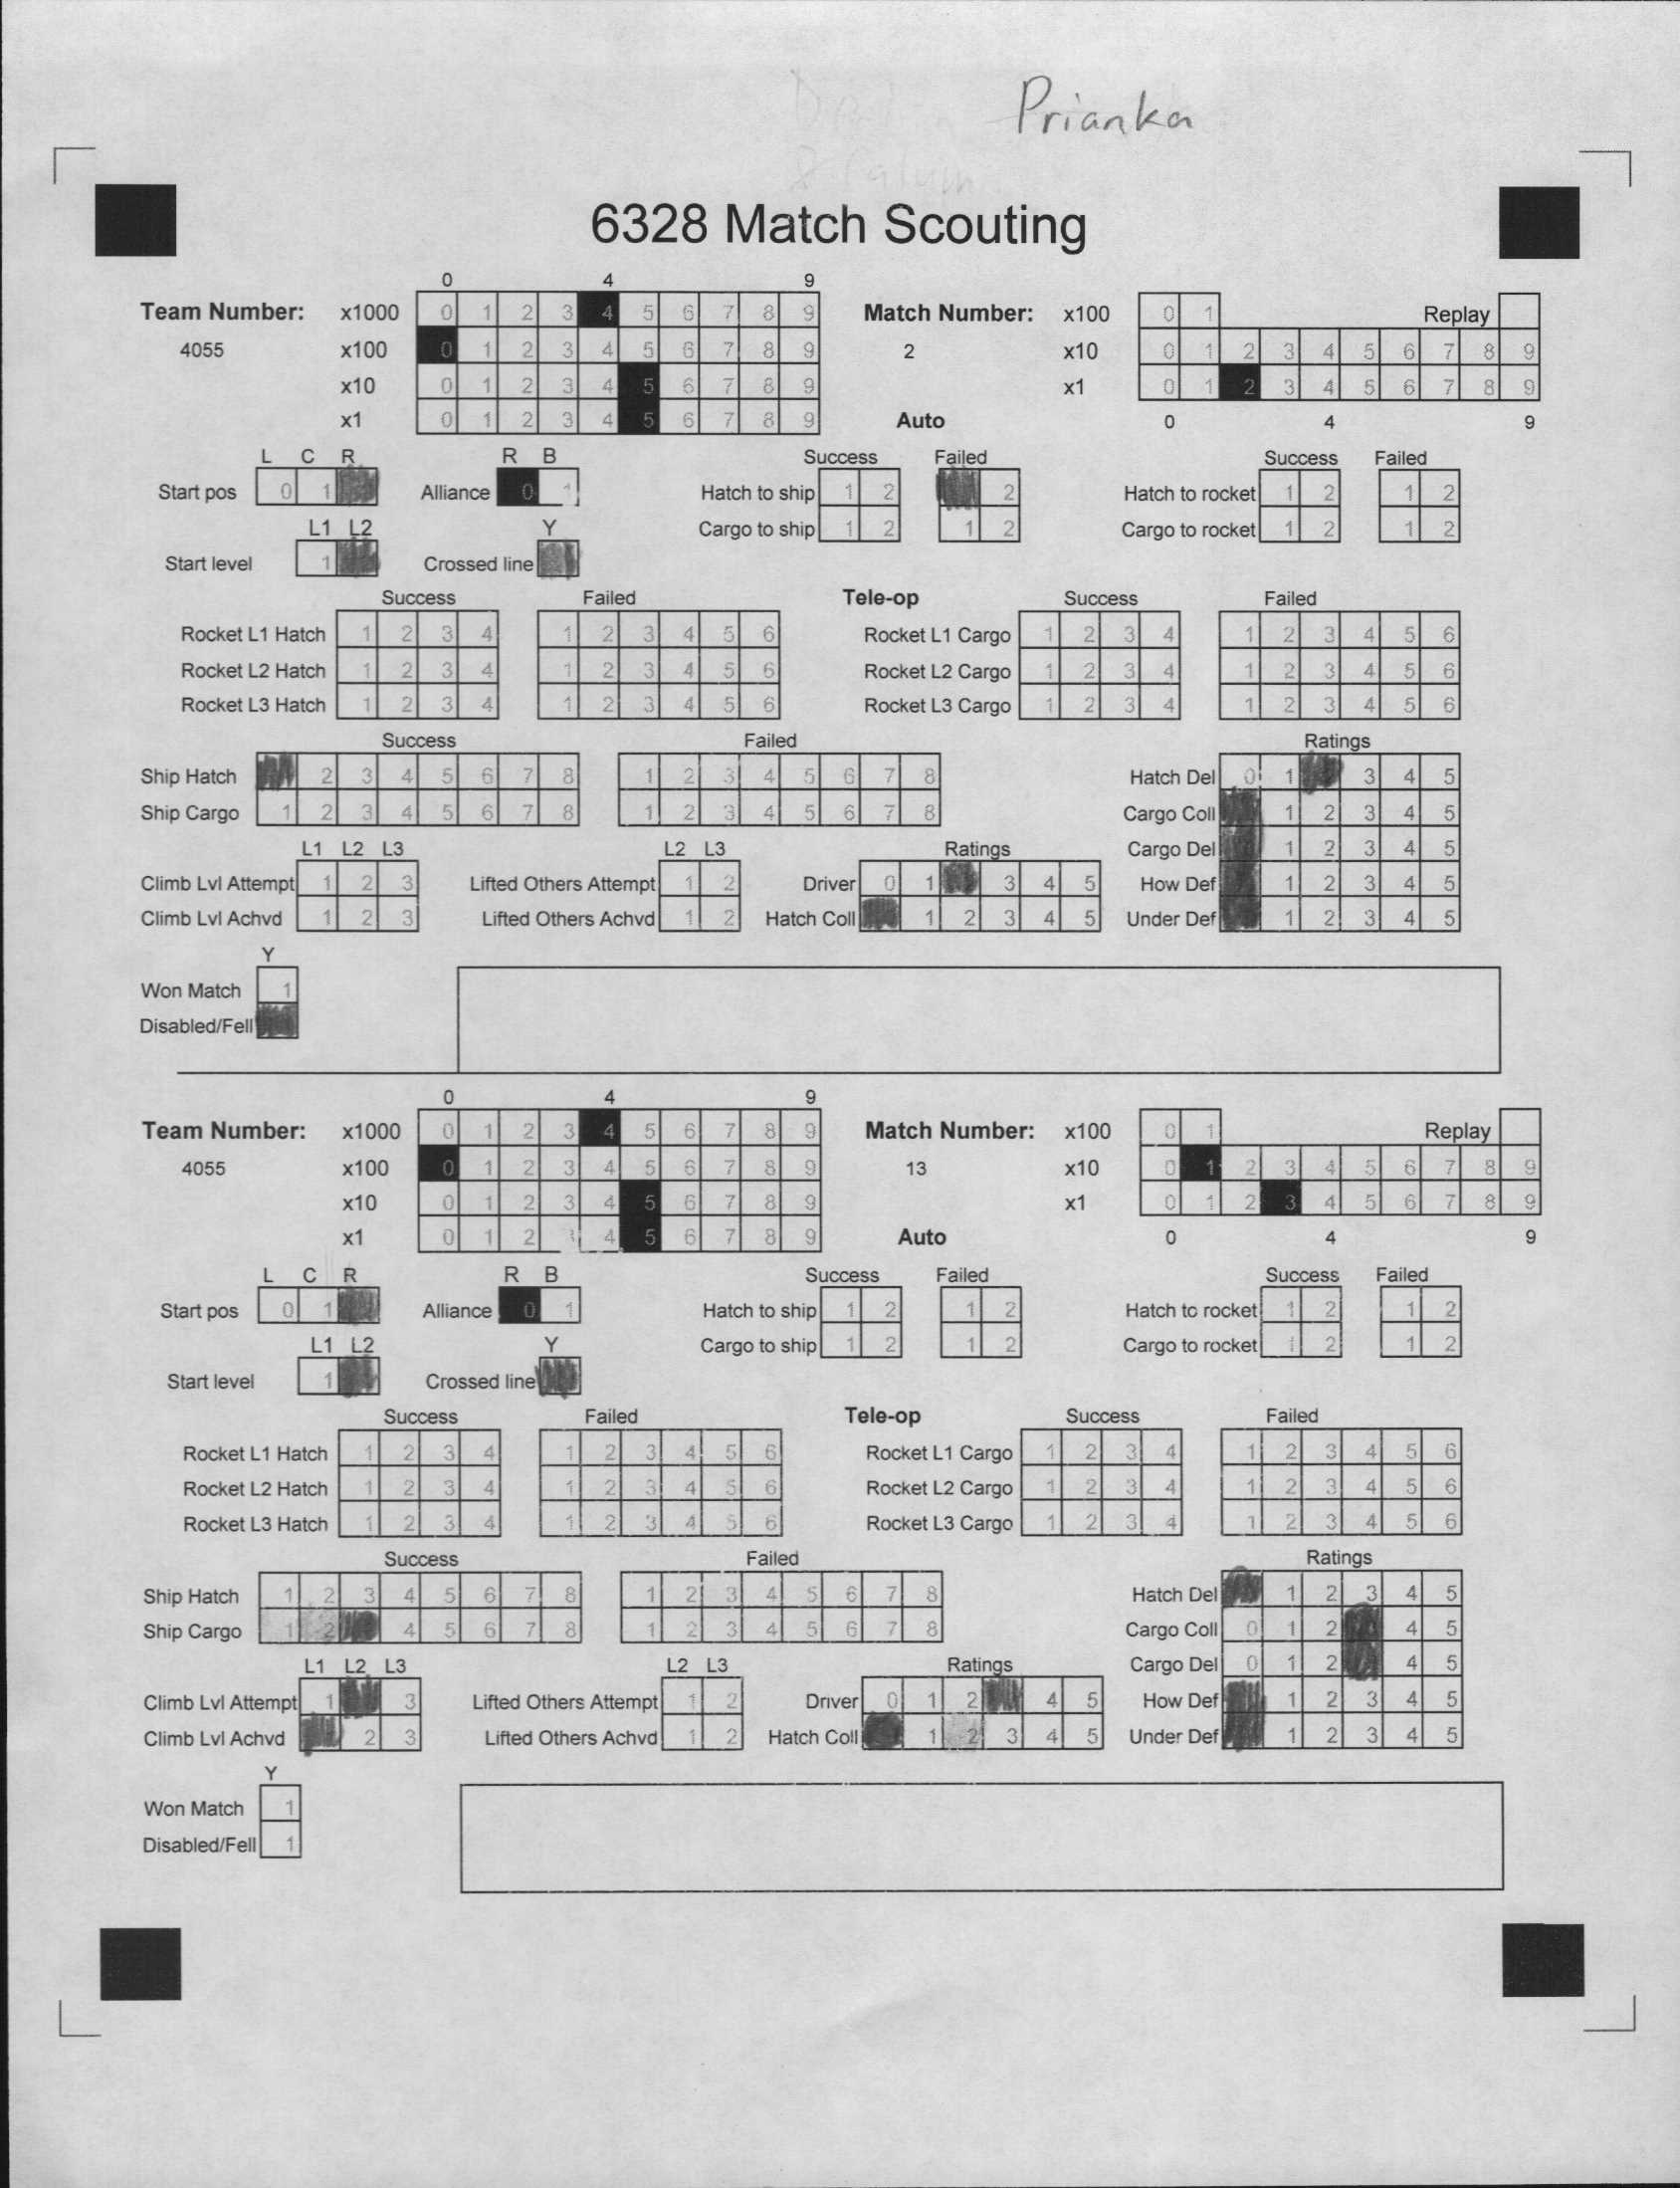 Prianka
6328 Match Scouting
0 4 9
Team Number: x1000 0 1 2 3 4 5 6 7 8 9 Match Number: x100 0 1 Replay
4055 x100 0 1 2 3 4 5 6 7 8 9 2 x10 0 1 2 3 4 5 6 7 8 9
x10 0 1 2 3 4 5 6 7 8 9 x1 0 1 2 3 4 5 6 7 8 9
x1 0 1 2 3 4 5 6 7 8 9 Auto 0 4 9
L C R R B Success Failed Success Failed
Start pos 0 1 Alliance 0 1 Hatch to ship 1 2 2 Hatch to rocket 1 2 1 2
L1 L2 Y Cargo to ship 1 2 1 2 Cargo to rocket 1 2 1 2
Start level 1 Crossed line
Success Failed Tele-op Success Failed
Rocket L1 Hatch 1 2 3 4 1 2 3 4 5 6 Rocket L1 Cargo 1 2 3 4 1 2 3 4 5 6
Rocket L2 Hatch 1 2 3 4 1 2 3 4 5 6 Rocket L2 Cargo 1 2 3 4 1 2 3 4 5 6
Rocket L3 Hatch 1 2 3 4 1 2 3 4 5 6 Rocket L3 Cargo 1 2 3 4 1 2 3 4 5 6
Success Failed Ratings
Ship Hatch 2 3 4 5 6 7 8 1 2 3 4 5 6 7 8 Hatch Del 0 1 3 4 5
Ship Cargo 1 2 3 4 5 6 7 8 1 2 3 4 5 6 7 8 Cargo Coll 1 2 3 4 5
L1 L2 L3 L2 L3 Ratings Cargo Del 1 2 3 4 5
Climb Lvl Attempt 1 2 3 Lifted Others Attempt 1 2 Driver 0 1 3 4 5 How Def 1 2 3 4 5
Climb Lvl Achvd 1 2 3 Lifted Others Achvd 1 2 Hatch Coll 1 2 3 4 5 Under Def 1 2 3 4 5
Y
Won Match 1
Disabled/Fell
0 4 9
Team Number: x1000 0 1 2 3 4 5 6 7 8 9 Match Number: x100 0 1 Replay
4055 x100 0 1 2 3 4 5 6 7 8 9 13 x10 0 1 2 3 4 5 6 7 8 9
x10 0 1 2 3 4 5 6 7 8 9 x1 0 1 2 3 4 5 6 7 8 9
x1 0 1 2 3 4 5 6 7 8 9 Auto 0 4 9
L C R R B Success Failed Success Failed
Start pos 0 1 Alliance 0 1 Hatch to ship 1 2 1 2 Hatch to rocket 1 2 1 2
L1 L2 Y Cargo to ship 1 2 1 2 Cargo to rocket 1 2 1 2
Start level 1 Crossed line
Success Failed Tele-op Success Failed
Rocket L1 Hatch 1 2 3 4 1 2 3 4 5 6 Rocket L1 Cargo 1 2 3 4 1 2 3 4 5 6
Rocket L2 Hatch 1 2 3 4 1 2 3 4 5 6 Rocket L2 Cargo 1 2 3 4 1 2 3 4 5 6
Rocket L3 Hatch 1 2 3 4 1 2 3 4 5 6 Rocket L3 Cargo 1 2 3 4 1 2 3 4 5 6
Success Failed Ratings
Ship Hatch 1 2 3 4 5 6 7 8 1 2 3 4 5 6 7 8 Hatch Del 1 2 3 4 5
Ship Cargo 1 2 4 5 6 7 8 1 2 3 4 5 6 7 8 Cargo Coll 0 1 2 4 5
L1 L2 L3 L2 L3 Ratings Cargo Del 0 1 2 4 5
Climb Lvl Attempt 1 3 Lifted Others Attempt 1 2 Driver 0 1 2 4 5 How Def 1 2 3 4 5
Climb Lvl Achvd 2 3 Lifted Others Achvd 1 2 Hatch Coll 1 2 3 4 5 Under Def 1 2 3 4 5
Y
Won Match 1
Disabled/Fell 1